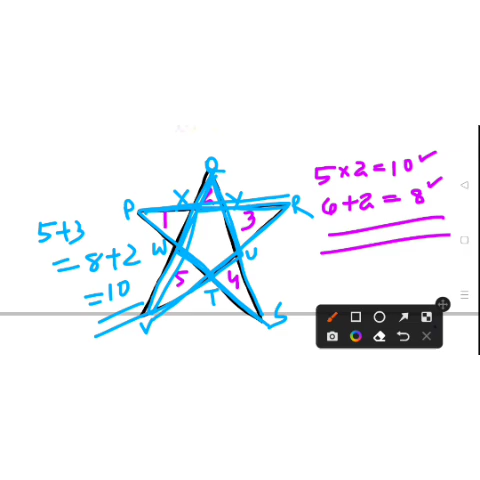 Q
X Y
P 1 2 3 R
W U
5 T 4
V S
5+3
= 8+2
= 10
5×2=10✓
6+2=8✓